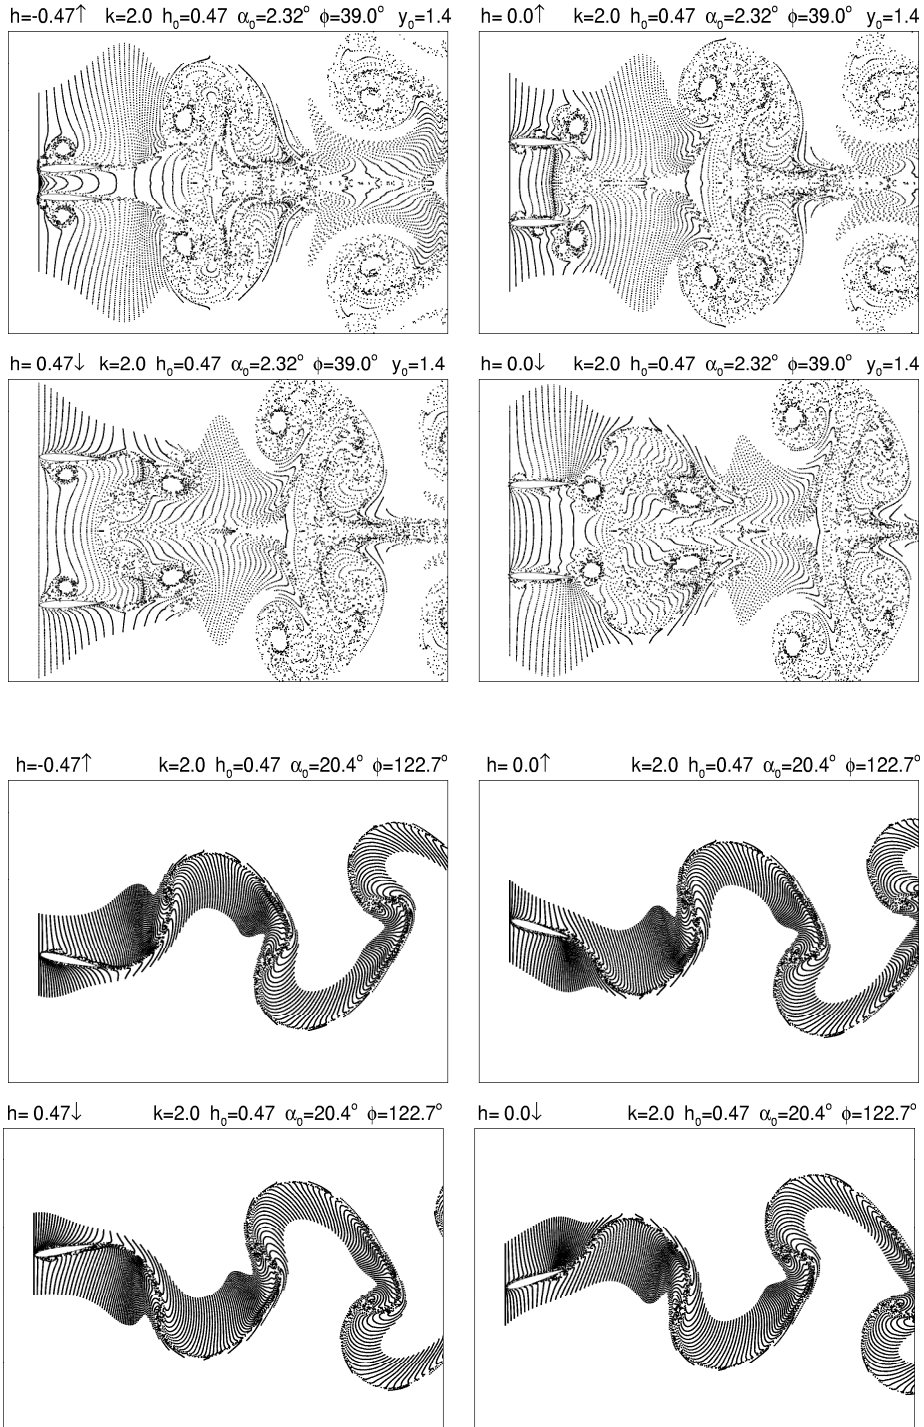 h=-0.47↑ k=2.0 h₀=0.47 α₀=2.32° ϕ=39.0° y₀=1.4
h= 0.0↑ k=2.0 h₀=0.47 α₀=2.32° ϕ=39.0° y₀=1.4
h= 0.47↓ k=2.0 h₀=0.47 α₀=2.32° ϕ=39.0° y₀=1.4
h= 0.0↓ k=2.0 h₀=0.47 α₀=2.32° ϕ=39.0° y₀=1.4
h=-0.47↑ k=2.0 h₀=0.47 α₀=20.4° ϕ=122.7°
h= 0.0↑ k=2.0 h₀=0.47 α₀=20.4° ϕ=122.7°
h= 0.47↓ k=2.0 h₀=0.47 α₀=20.4° ϕ=122.7°
h= 0.0↓ k=2.0 h₀=0.47 α₀=20.4° ϕ=122.7°